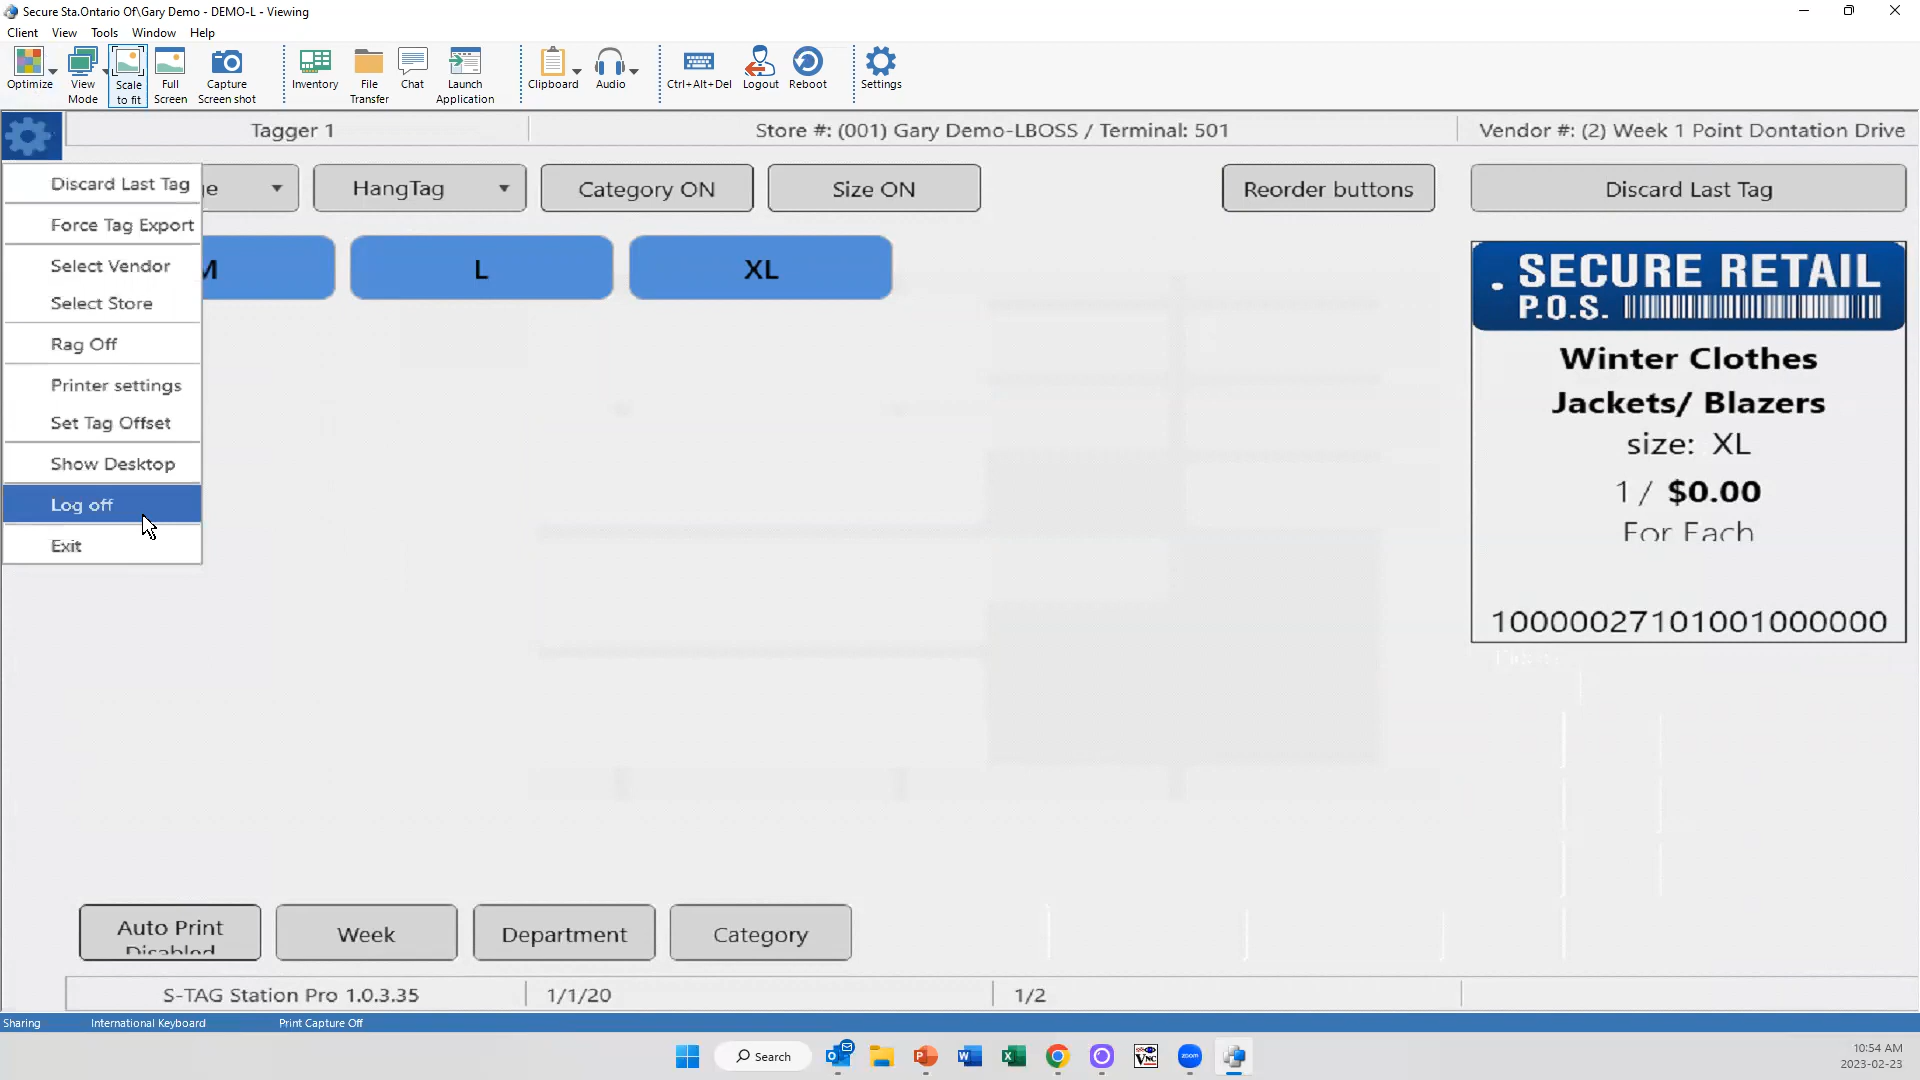 Secure Sta.Ontario Of\Gary Demo - DEMO-L - Viewing
Client View Tools Window Help
Optimize
View Mode
Scale to fit
Full Screen
Capture Screen shot
Inventory
File Transfer
Chat
Launch Application
Clipboard
Audio
Ctrl+Alt+Del
Logout
Reboot
Settings
Tagger 1
Store #: (001) Gary Demo-LBOSS / Terminal: 501
Vendor #: (2) Week 1 Point Dontation Drive
HangTag
Category ON
Size ON
Reorder buttons
Discard Last Tag
Discard Last Tag
Force Tag Export
Select Vendor
Select Store
Rag Off
Printer settings
Set Tag Offset
Show Desktop
Log off
Exit
M
L
XL
. SECURE RETAIL
P.O.S.
Winter Clothes
Jackets/ Blazers
size: XL
1 / $0.00
For Each
10000027101001000000
Auto Print
Disabled
Week
Department
Category
S-TAG Station Pro 1.0.3.35
1/1/20
1/2
Sharing
International Keyboard
Print Capture Off
Search
VNC
zoom
10:54 AM
2023-02-23